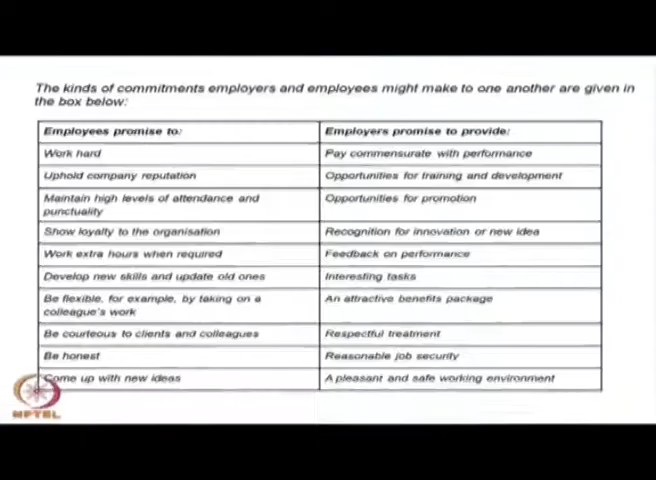 The kinds of commitments employers and employees might make to one another are given in
the box below:
Employees promise to: Employers promise to provide:
Work hard Pay commensurate with performance
Uphold company reputation Opportunities for training and development
Maintain high levels of attendance and Opportunities for promotion
punctuality
Show loyalty to the organisation Recognition for innovation or new idea
Work extra hours when required Feedback on performance
Develop new skills and update old ones Interesting tasks
Be flexible, for example, by taking on a An attractive benefits package
colleague's work
Be courteous to clients and colleagues Respectful treatment
Be honest Reasonable job security
Come up with new ideas A pleasant and safe working environment
NPTEL